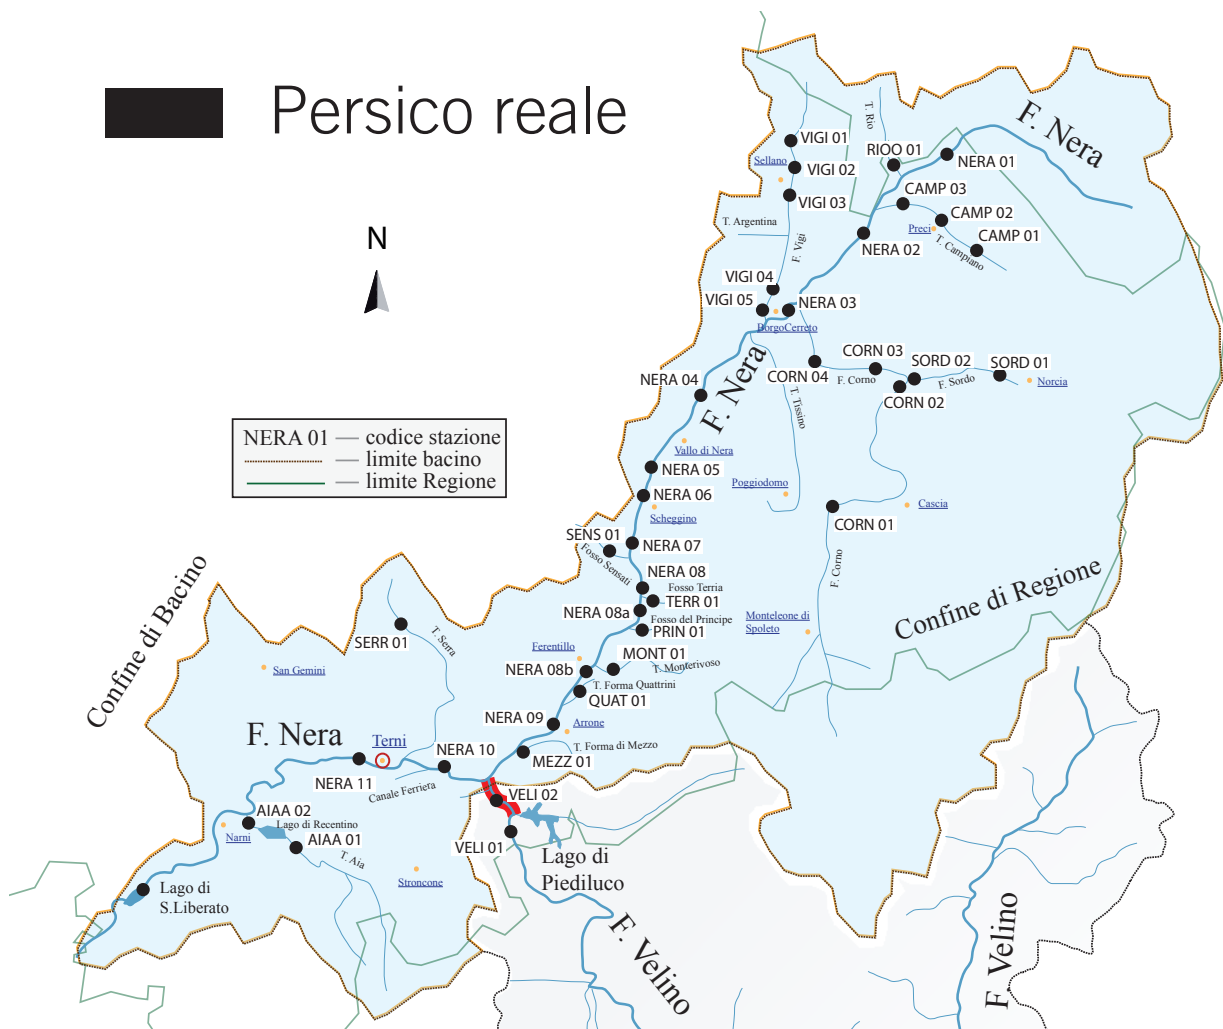 Persico reale
N
NERA 01
codice stazione
limite bacino
limite Regione
F. Nera
T. Rio
VIGI 01
RIOO 01
NERA 01
Sellano
VIGI 02
CAMP 03
VIGI 03
CAMP 02
T. Argentina
Preci
CAMP 01
F. Vigi
NERA 02
T. Campiano
VIGI 04
VIGI 05
NERA 03
BorgoCerreto
F. Nera
CORN 03
SORD 02
SORD 01
NERA 04
CORN 04
F. Corno
F. Sordo
Norcia
CORN 02
T. Tissino
Vallo di Nera
NERA 05
Poggiodomo
NERA 06
Cascia
Scheggino
CORN 01
SENS 01
NERA 07
Fosso Sensati
F. Corno
NERA 08
Fosso Terria
TERR 01
NERA 08a
Fosso del Principe
PRIN 01
Monteleone di
Spoleto
Confine di Regione
Confine di Bacino
SERR 01
T. Serra
Ferentillo
MONT 01
San Gemini
NERA 08b
T. Monterivoso
T. Forma Quattrini
QUAT 01
NERA 09
Arrone
F. Nera
Terni
NERA 10
T. Forma di Mezzo
MEZZ 01
NERA 11
Canale Ferriera
VELI 02
AIAA 02
Lago di Recentino
Narni
AIAA 01
VELI 01
T. Aia
Lago di
Piediluco
Stroncone
Lago di
S.Liberato
F. Velino
F. Velino